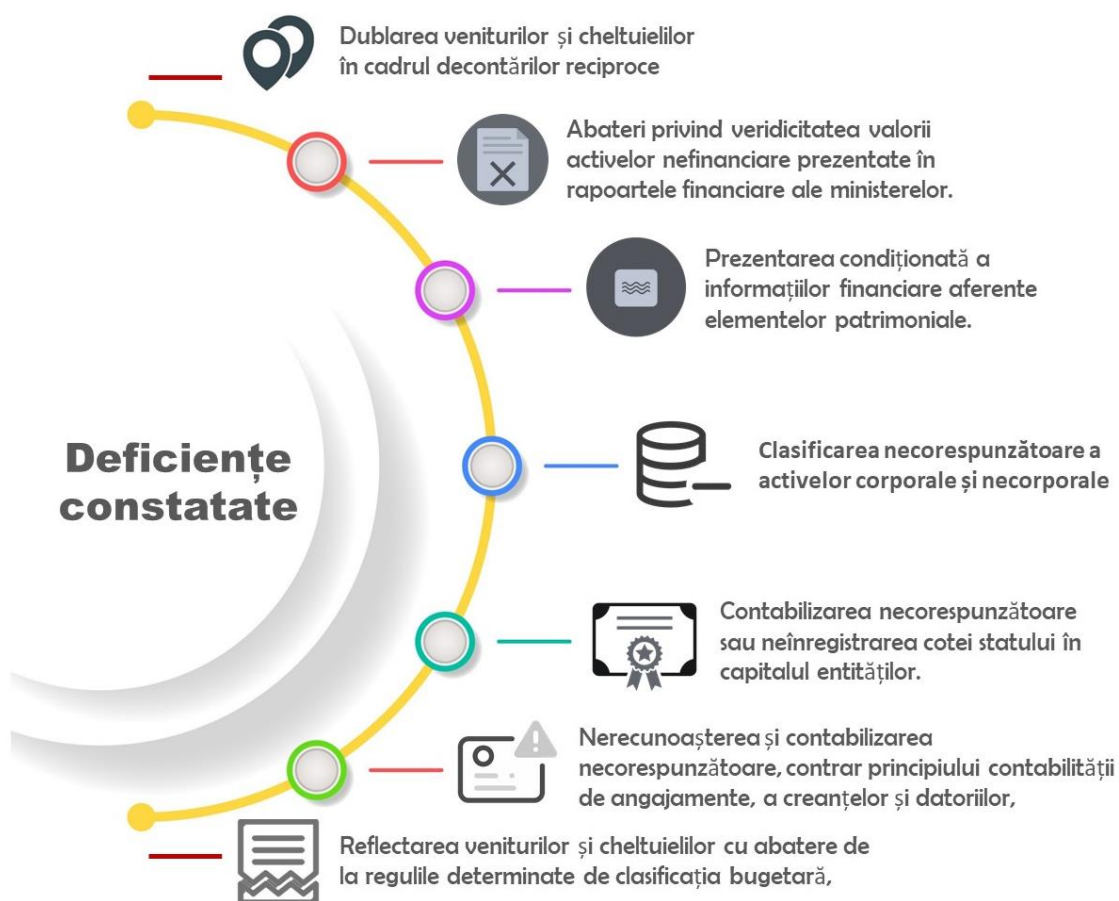 Dublarea veniturilor și cheltuielilor
în cadrul decontărilor reciproce
Abateri privind veridicitatea valorii
activelor nefinanciare prezentate în
rapoartele financiare ale ministerelor.
Prezentarea condiționată a
informațiilor financiare aferente
elementelor patrimoniale.
Deficiențe
constatate
Clasificarea necorespunzătoare a
activelor corporale și necorporale
Contabilizarea necorespunzătoare
sau neînregistrarea cotei statului în
capitalul entităților.
Nerecunoașterea și contabilizarea
necorespunzătoare, contrar principiului contabilității
de angajamente, a creanțelor și datoriilor,
Reflectarea veniturilor și cheltuielilor cu abatere de
la regulile determinate de clasificația bugetară,